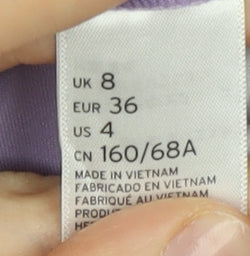 UK 8
EUR 36
US 4
CN 160/68A
MADE IN VIETNAM
FABRICADO EN VIETNAM
FABRIQUÉ AU VIETNAM